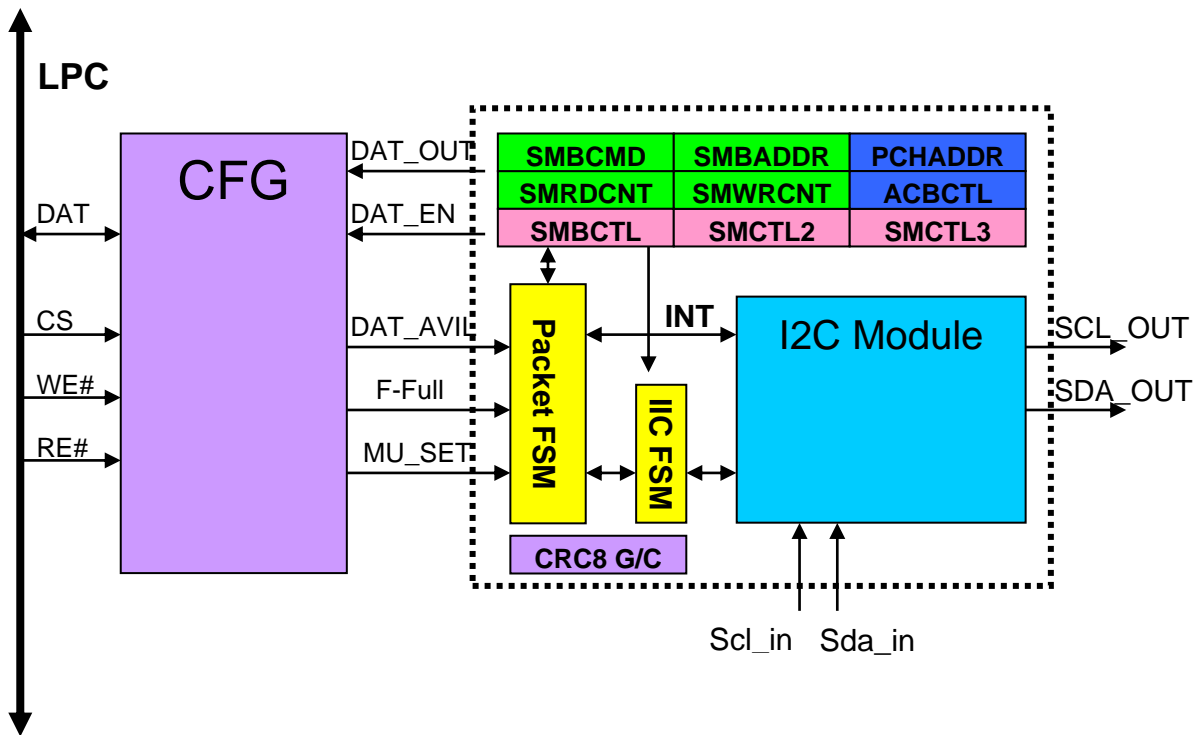 LPC
CFG
DAT
CS
WE#
RE#
DAT_OUT
DAT_EN
DAT_AVIL
F-Full
MU_SET
SMBCMD SMBADDR PCHADDR
SMRDCNT SMWRCNT ACBCTL
SMBCTL SMCTL2 SMCTL3
Packet FSM
INT
IIC FSM
I2C Module
CRC8 G/C
SCL_OUT
SDA_OUT
Scl_in Sda_in